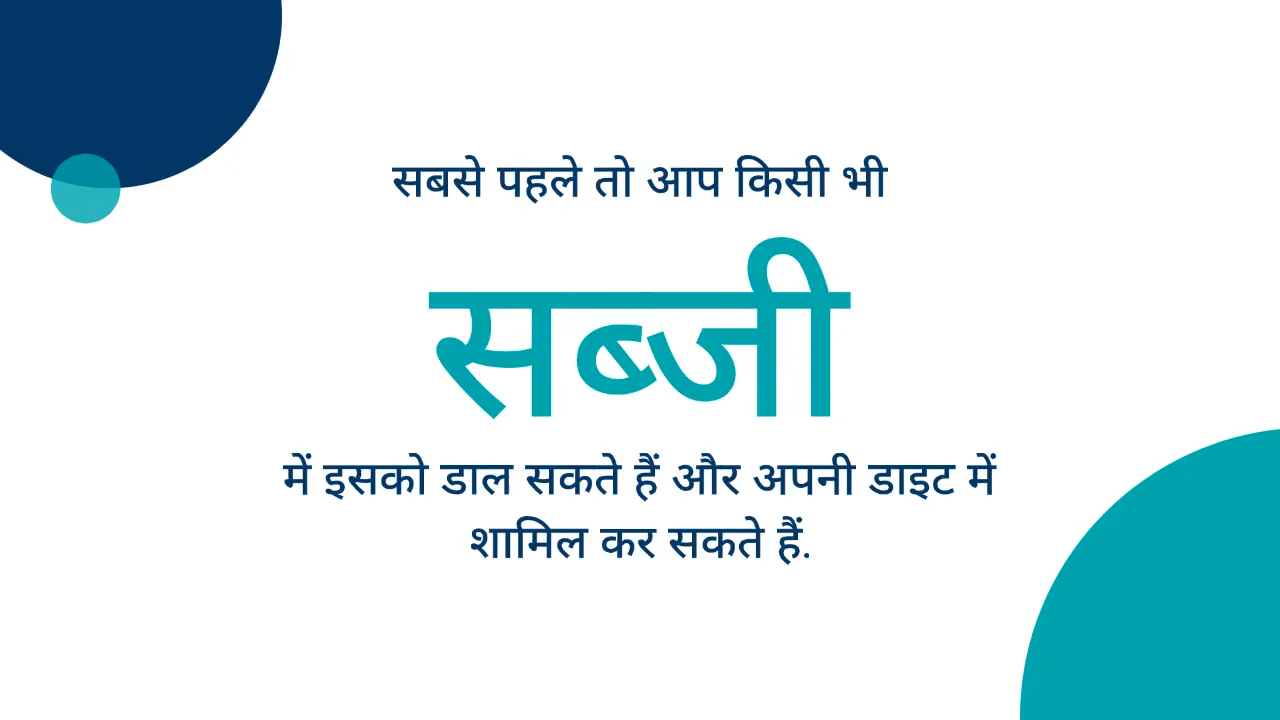 सबसे पहले तो आप किसी भी
सब्जी
में इसको डाल सकते हैं और अपनी डाइट में
शामिल कर सकते हैं.